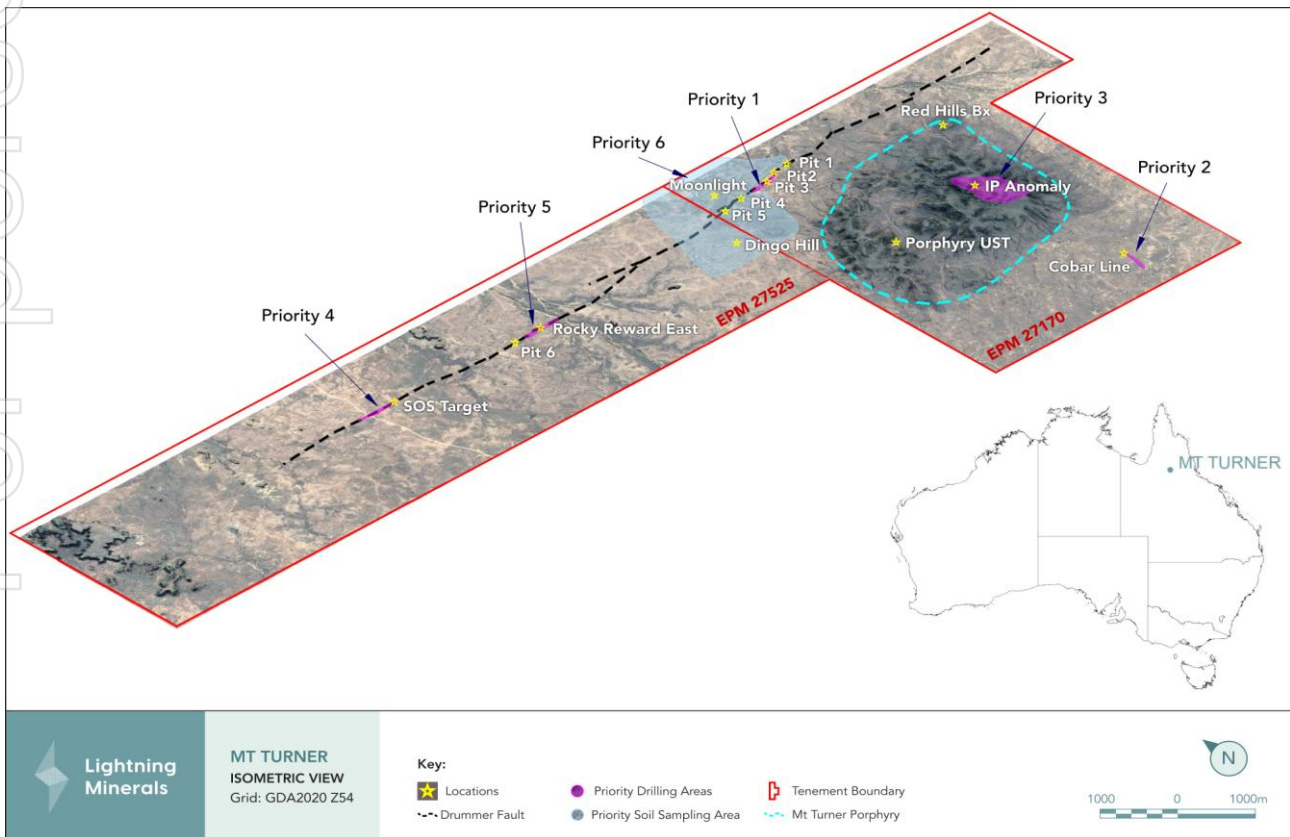 Priority 1
Priority 3
Red Hills Bx
Priority 6
Pit 1
Pit2
Pit 3
Moonlight
IP Anomaly
Priority 2
Pit 4
Pit 5
Priority 5
Dingo Hill
Porphyry UST
Cobar Line
EPM 27525
Priority 4
Rocky Reward East
Pit 6
EPM 27170
SOS Target
MT TURNER
Lightning
Minerals
MT TURNER
ISOMETRIC VIEW
Grid: GDA2020 Z54
Key:
Locations
Priority Drilling Areas
Tenement Boundary
Drummer Fault
Priority Soil Sampling Area
Mt Turner Porphyry
N
1000 0 1000m